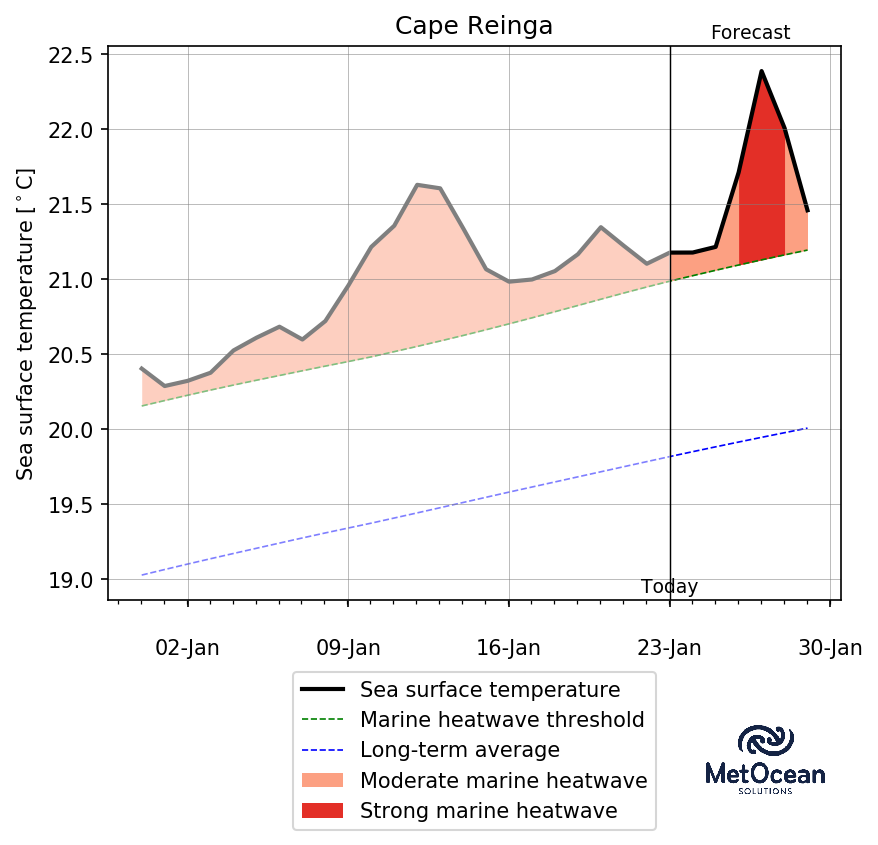 Cape Reinga
Forecast
22.5
22.0
21.5
21.0
20.5
20.0
19.5
19.0
Sea surface temperature [°C]
Today
02-Jan 09-Jan 16-Jan 23-Jan 30-Jan
Sea surface temperature
Marine heatwave threshold
Long-term average
Moderate marine heatwave
Strong marine heatwave
MetOcean
SOLUTIONS